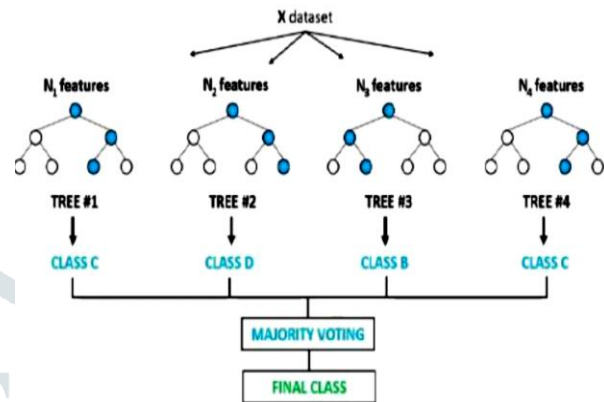 X dataset
N₁ features N₂ features N₃ features N₄ features
TREE #1 TREE #2 TREE #3 TREE #4
CLASS C CLASS D CLASS B CLASS C
MAJORITY VOTING
FINAL CLASS